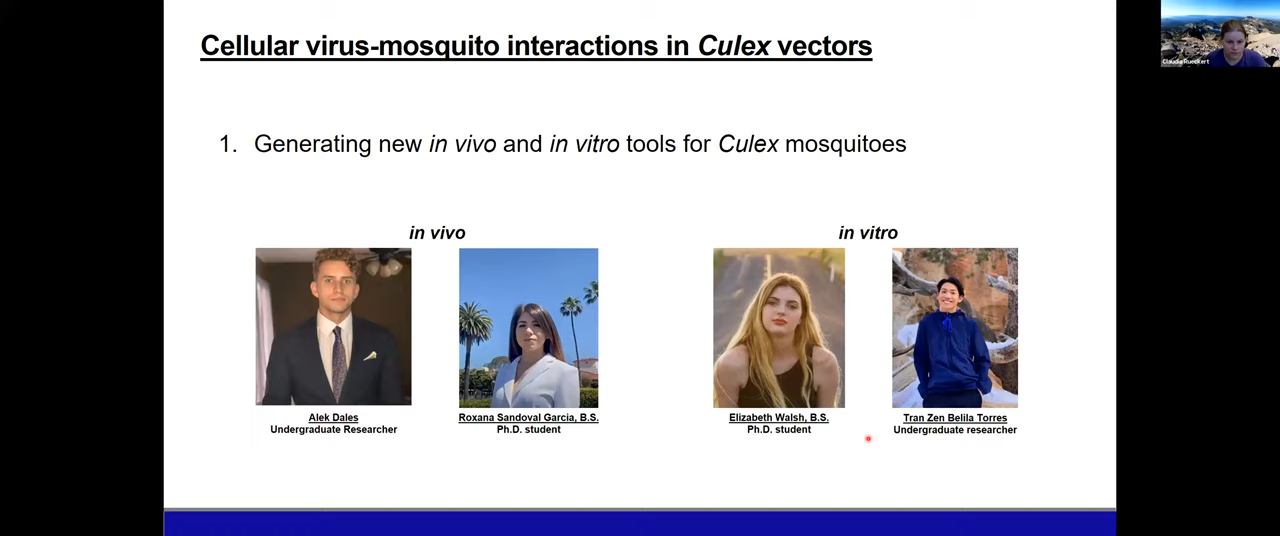 Cellular virus-mosquito interactions in Culex vectors
Claudia Rueckert
1. Generating new in vivo and in vitro tools for Culex mosquitoes
in vivo
in vitro
Alek Dales
Undergraduate Researcher
Roxana Sandoval Garcia, B.S.
Ph.D. student
Elizabeth Walsh, B.S.
Ph.D. student
Tran Zen Belila Torres
Undergraduate researcher